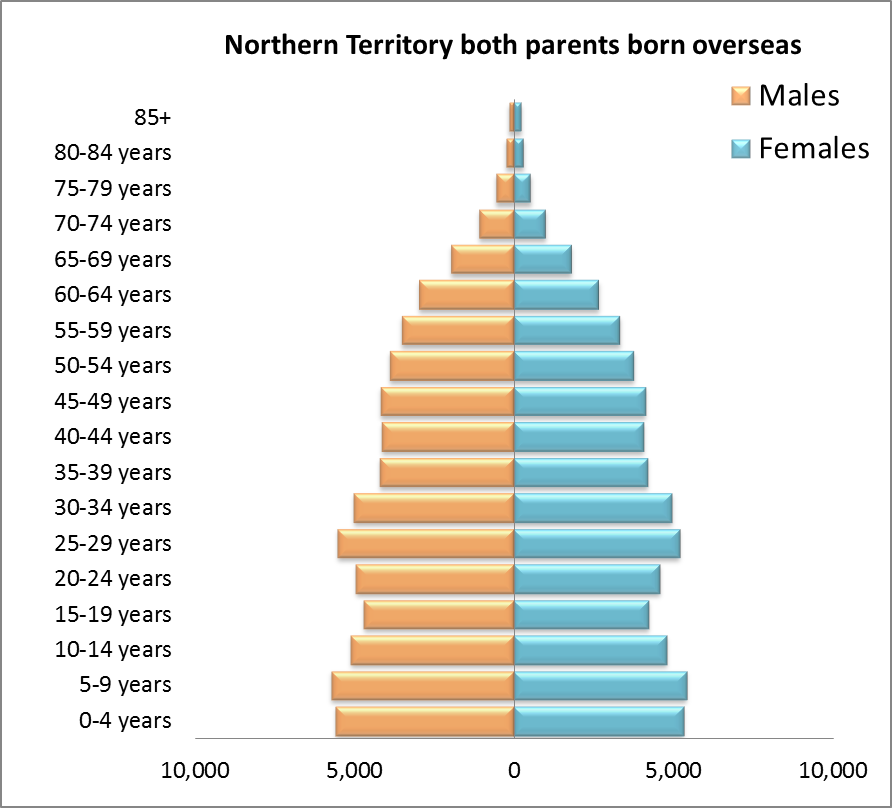 Northern Territory both parents born overseas
Males
Females
85+
80-84 years
75-79 years
70-74 years
65-69 years
60-64 years
55-59 years
50-54 years
45-49 years
40-44 years
35-39 years
30-34 years
25-29 years
20-24 years
15-19 years
10-14 years
5-9 years
0-4 years
10,000 5,000 0 5,000 10,000